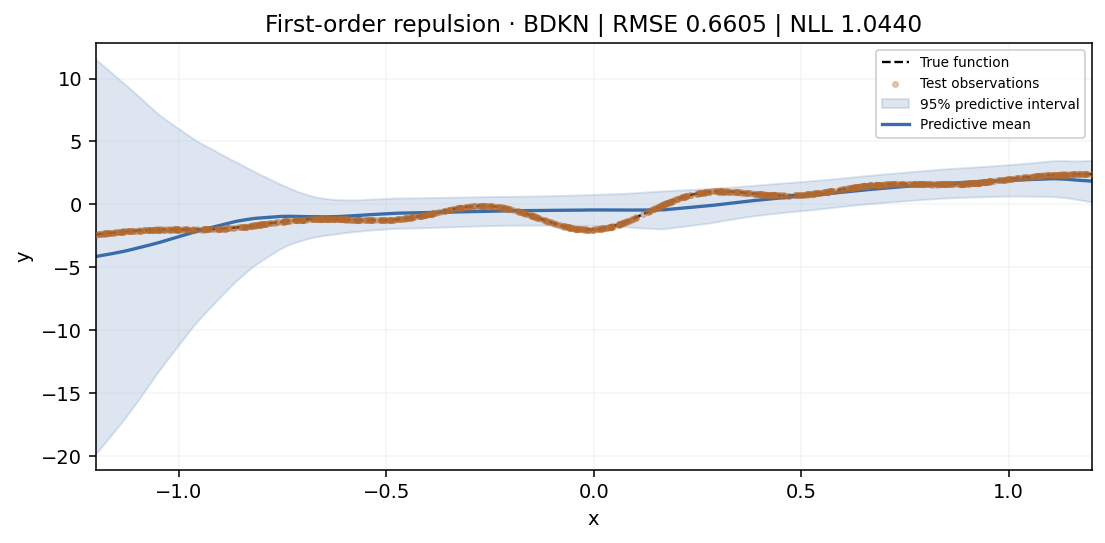 First-order repulsion · BDKN | RMSE 0.6605 | NLL 1.0440
True function
Test observations
95% predictive interval
Predictive mean
y
10
5
0
−5
−10
−15
−20
−1.0
−0.5
0.0
0.5
1.0
x